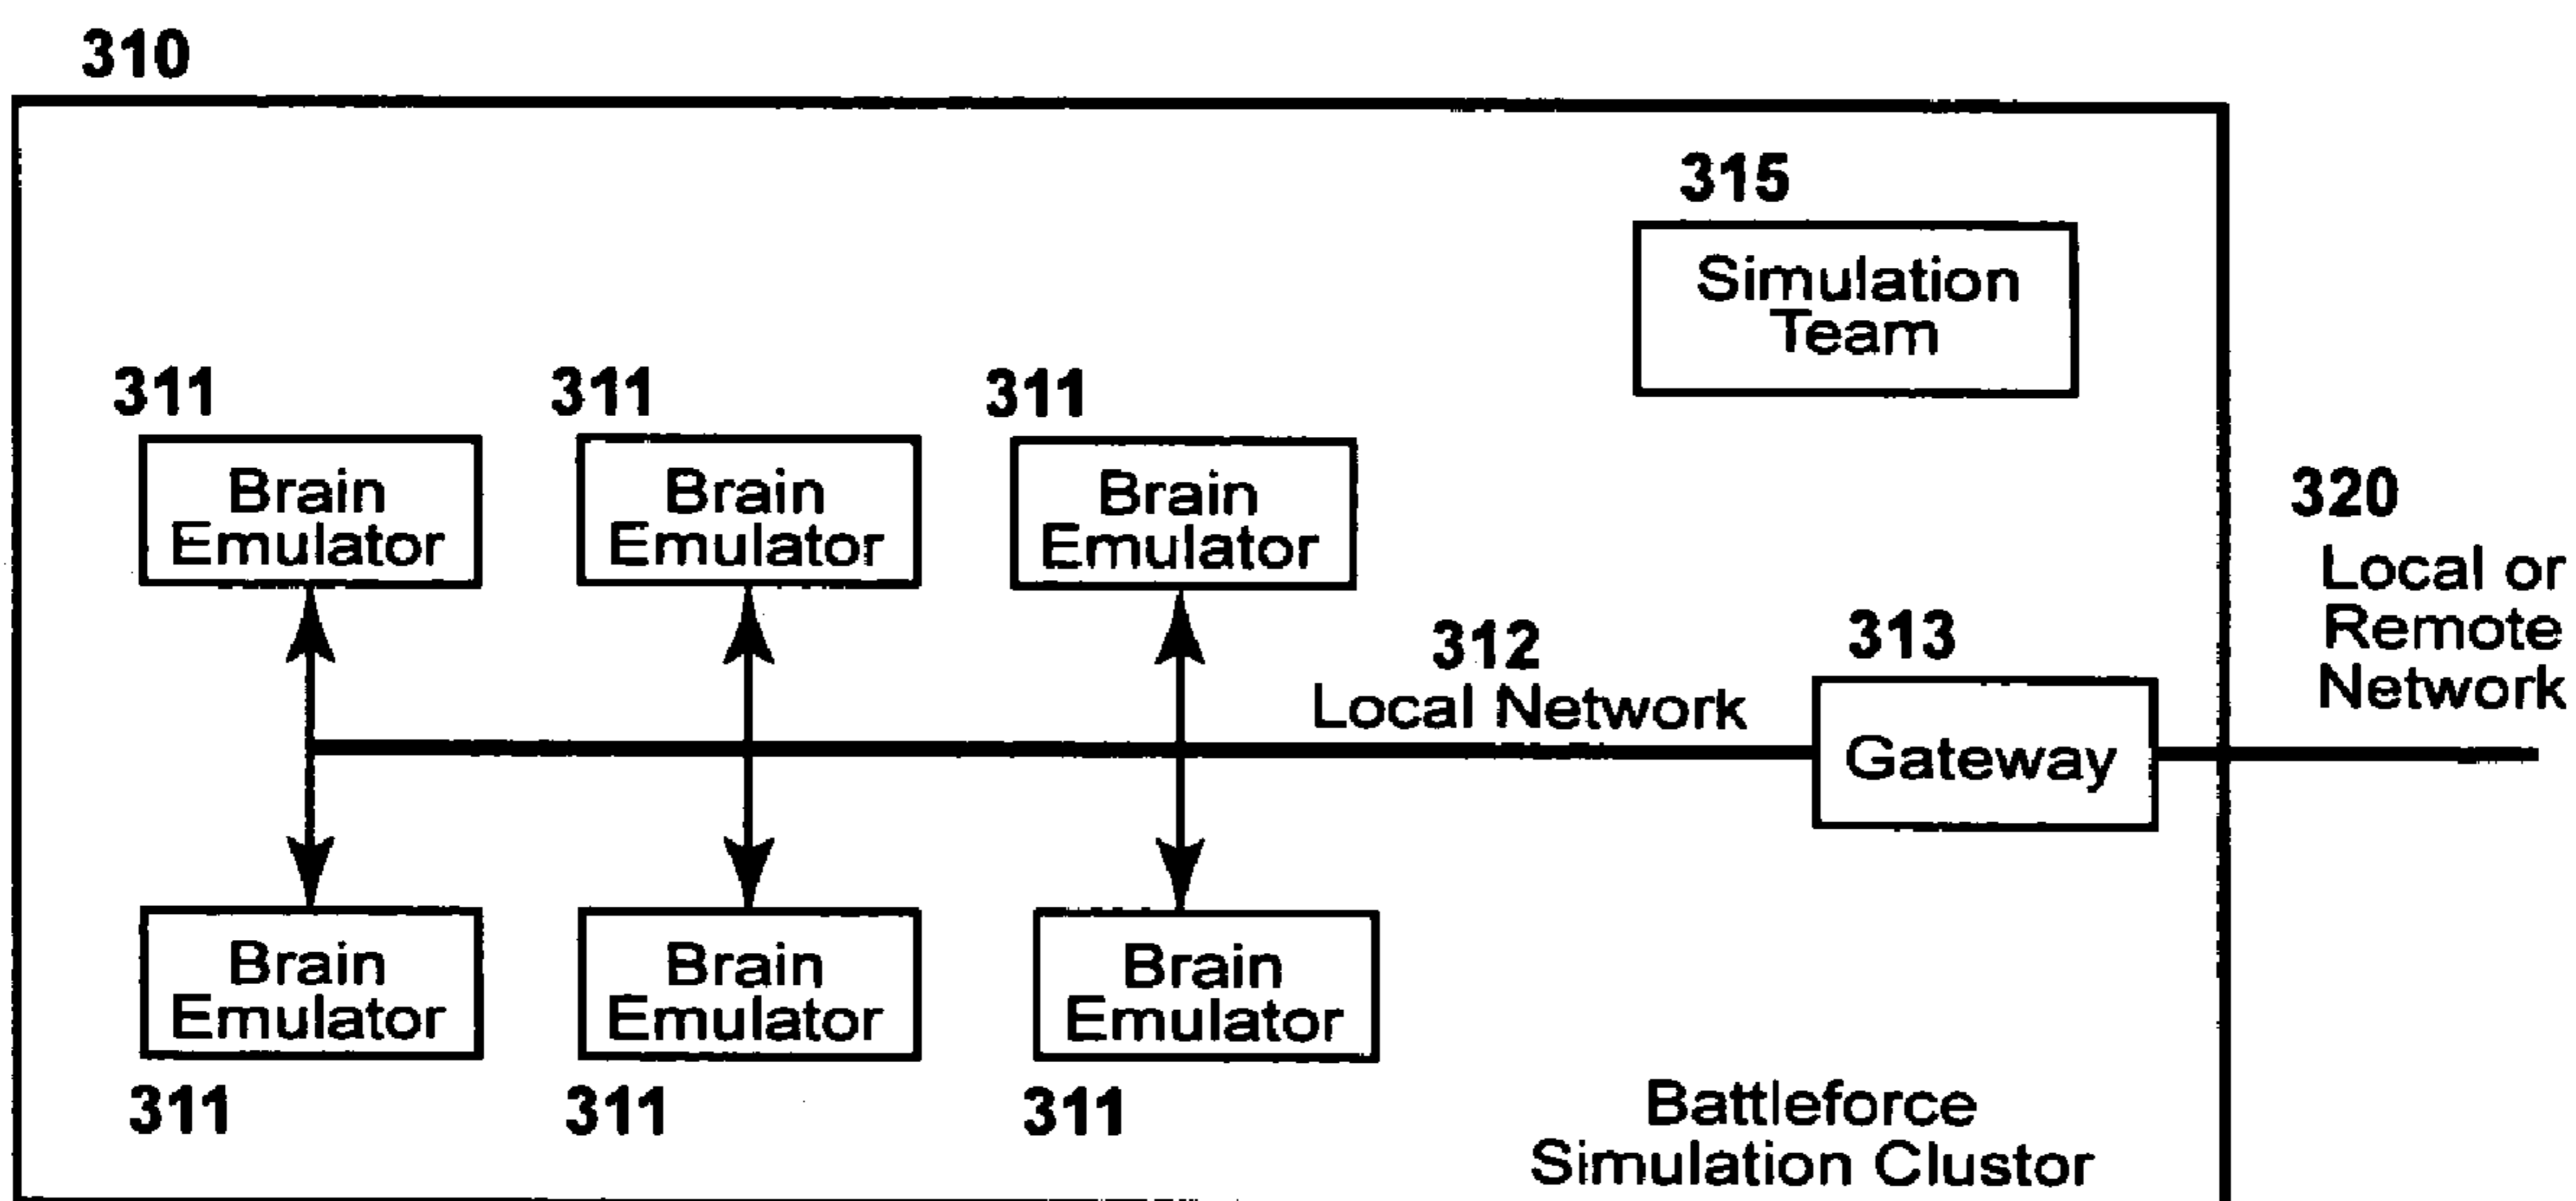 310
315
Simulation
Team
311 311 311
Brain Brain Brain
Emulator Emulator Emulator
320
Local or
Remote
Network
312
Local Network
313
Gateway
Brain Brain Brain
Emulator Emulator Emulator
311 311 311
Battleforce
Simulation Clustor